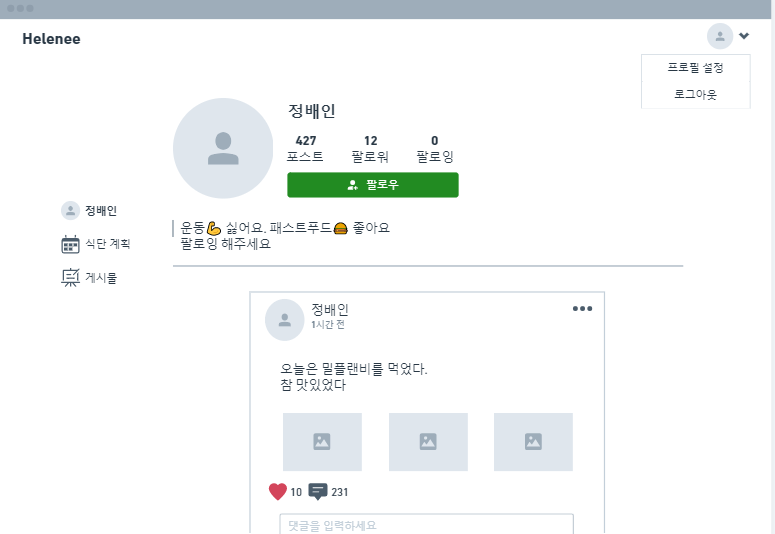 Helenee
프로필 설정
로그아웃
정배인
427 12 0
포스트 팔로워 팔로잉
팔로우
정배인
식단 계획
게시물
운동💪 싫어요, 패스트푸드🍔 좋아요
팔로잉 해주세요
정배인
1시간 전
오늘은 밀플랜비를 먹었다.
참 맛있었다
10 231
댓글을 입력하세요